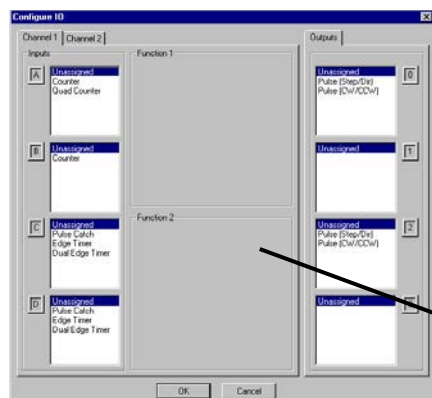 Configure IO
Channel 1
Channel 2
Inputs
A
Unassigned
Counter
Quad Counter
B
Unassigned
Counter
C
Unassigned
Pulse Catch
Edge Timer
Dual Edge Timer
D
Unassigned
Pulse Catch
Edge Timer
Dual Edge Timer
Function 1
Function 2
Outputs
Unassigned
Pulse (Step/Dir)
Pulse (CW/CCW)
0
Unassigned
1
Unassigned
Pulse (Step/Dir)
Pulse (CW/CCW)
2
Unassigned
OK
Cancel